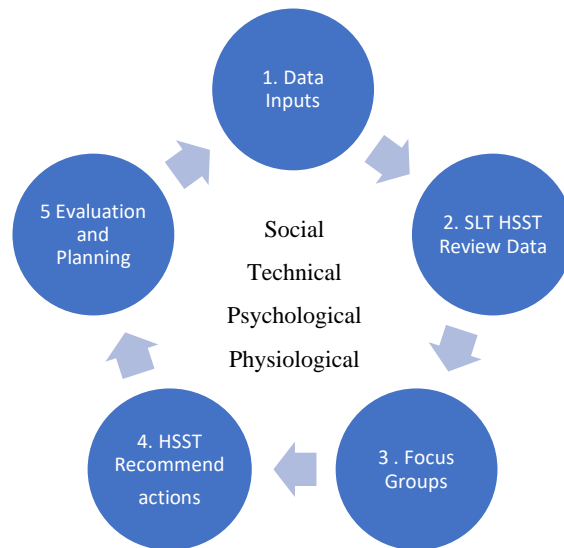 1. Data
Inputs
2. SLT HSST
Review Data
3 . Focus
Groups
4. HSST
Recommend
actions
5 Evaluation
and
Planning
Social
Technical
Psychological
Physiological